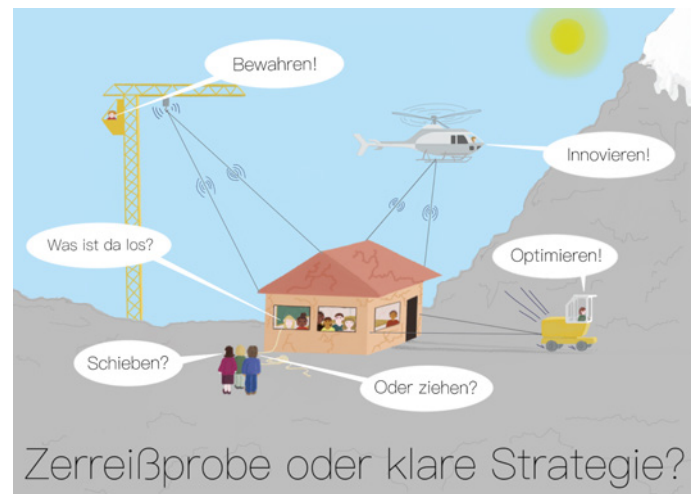 Bewahren!
Innovieren!
Was ist da los?
Optimieren!
Schieben?
Oder ziehen?
Zerreißprobe oder klare Strategie?